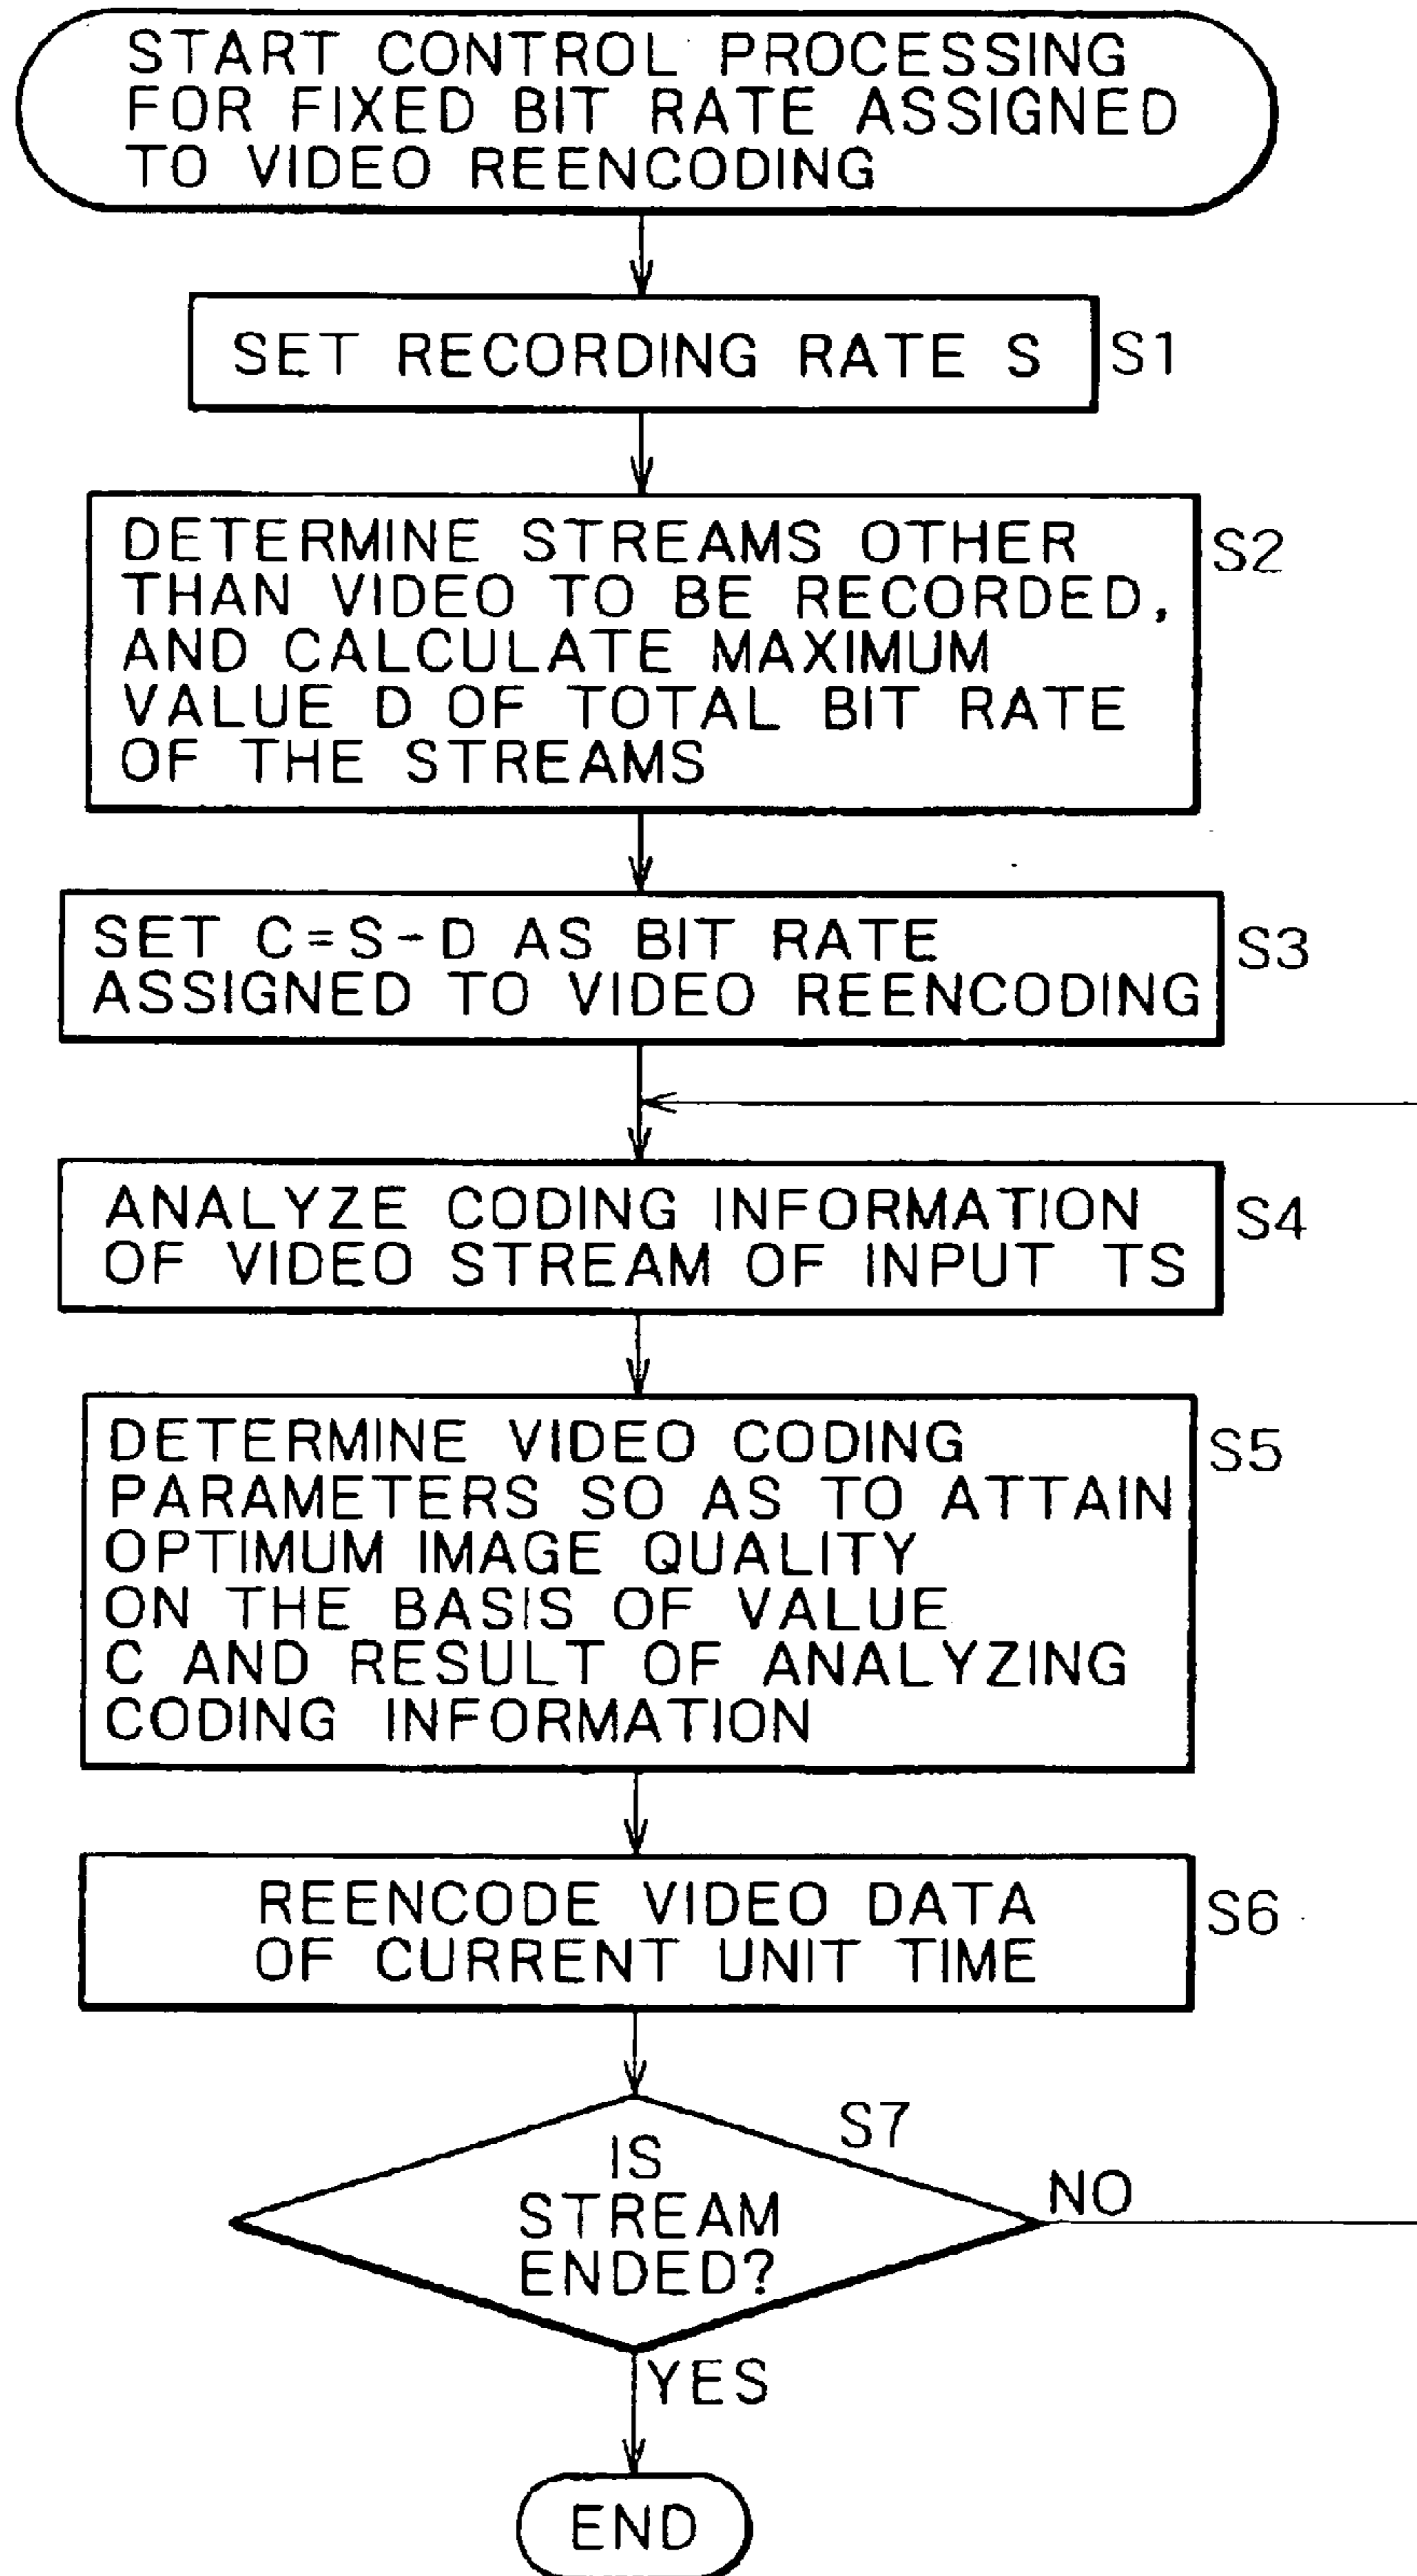 START CONTROL PROCESSING
FOR FIXED BIT RATE ASSIGNED
TO VIDEO REENCODING
SET RECORDING RATE S
S1
DETERMINE STREAMS OTHER
THAN VIDEO TO BE RECORDED,
AND CALCULATE MAXIMUM
VALUE D OF TOTAL BIT RATE
OF THE STREAMS
S2
SET C=S-D AS BIT RATE
ASSIGNED TO VIDEO REENCODING
S3
ANALYZE CODING INFORMATION
OF VIDEO STREAM OF INPUT TS
S4
DETERMINE VIDEO CODING
PARAMETERS SO AS TO ATTAIN
OPTIMUM IMAGE QUALITY
ON THE BASIS OF VALUE
C AND RESULT OF ANALYZING
CODING INFORMATION
S5
REENCODE VIDEO DATA
OF CURRENT UNIT TIME
S6
S7
IS
STREAM
ENDED?
NO
YES
END